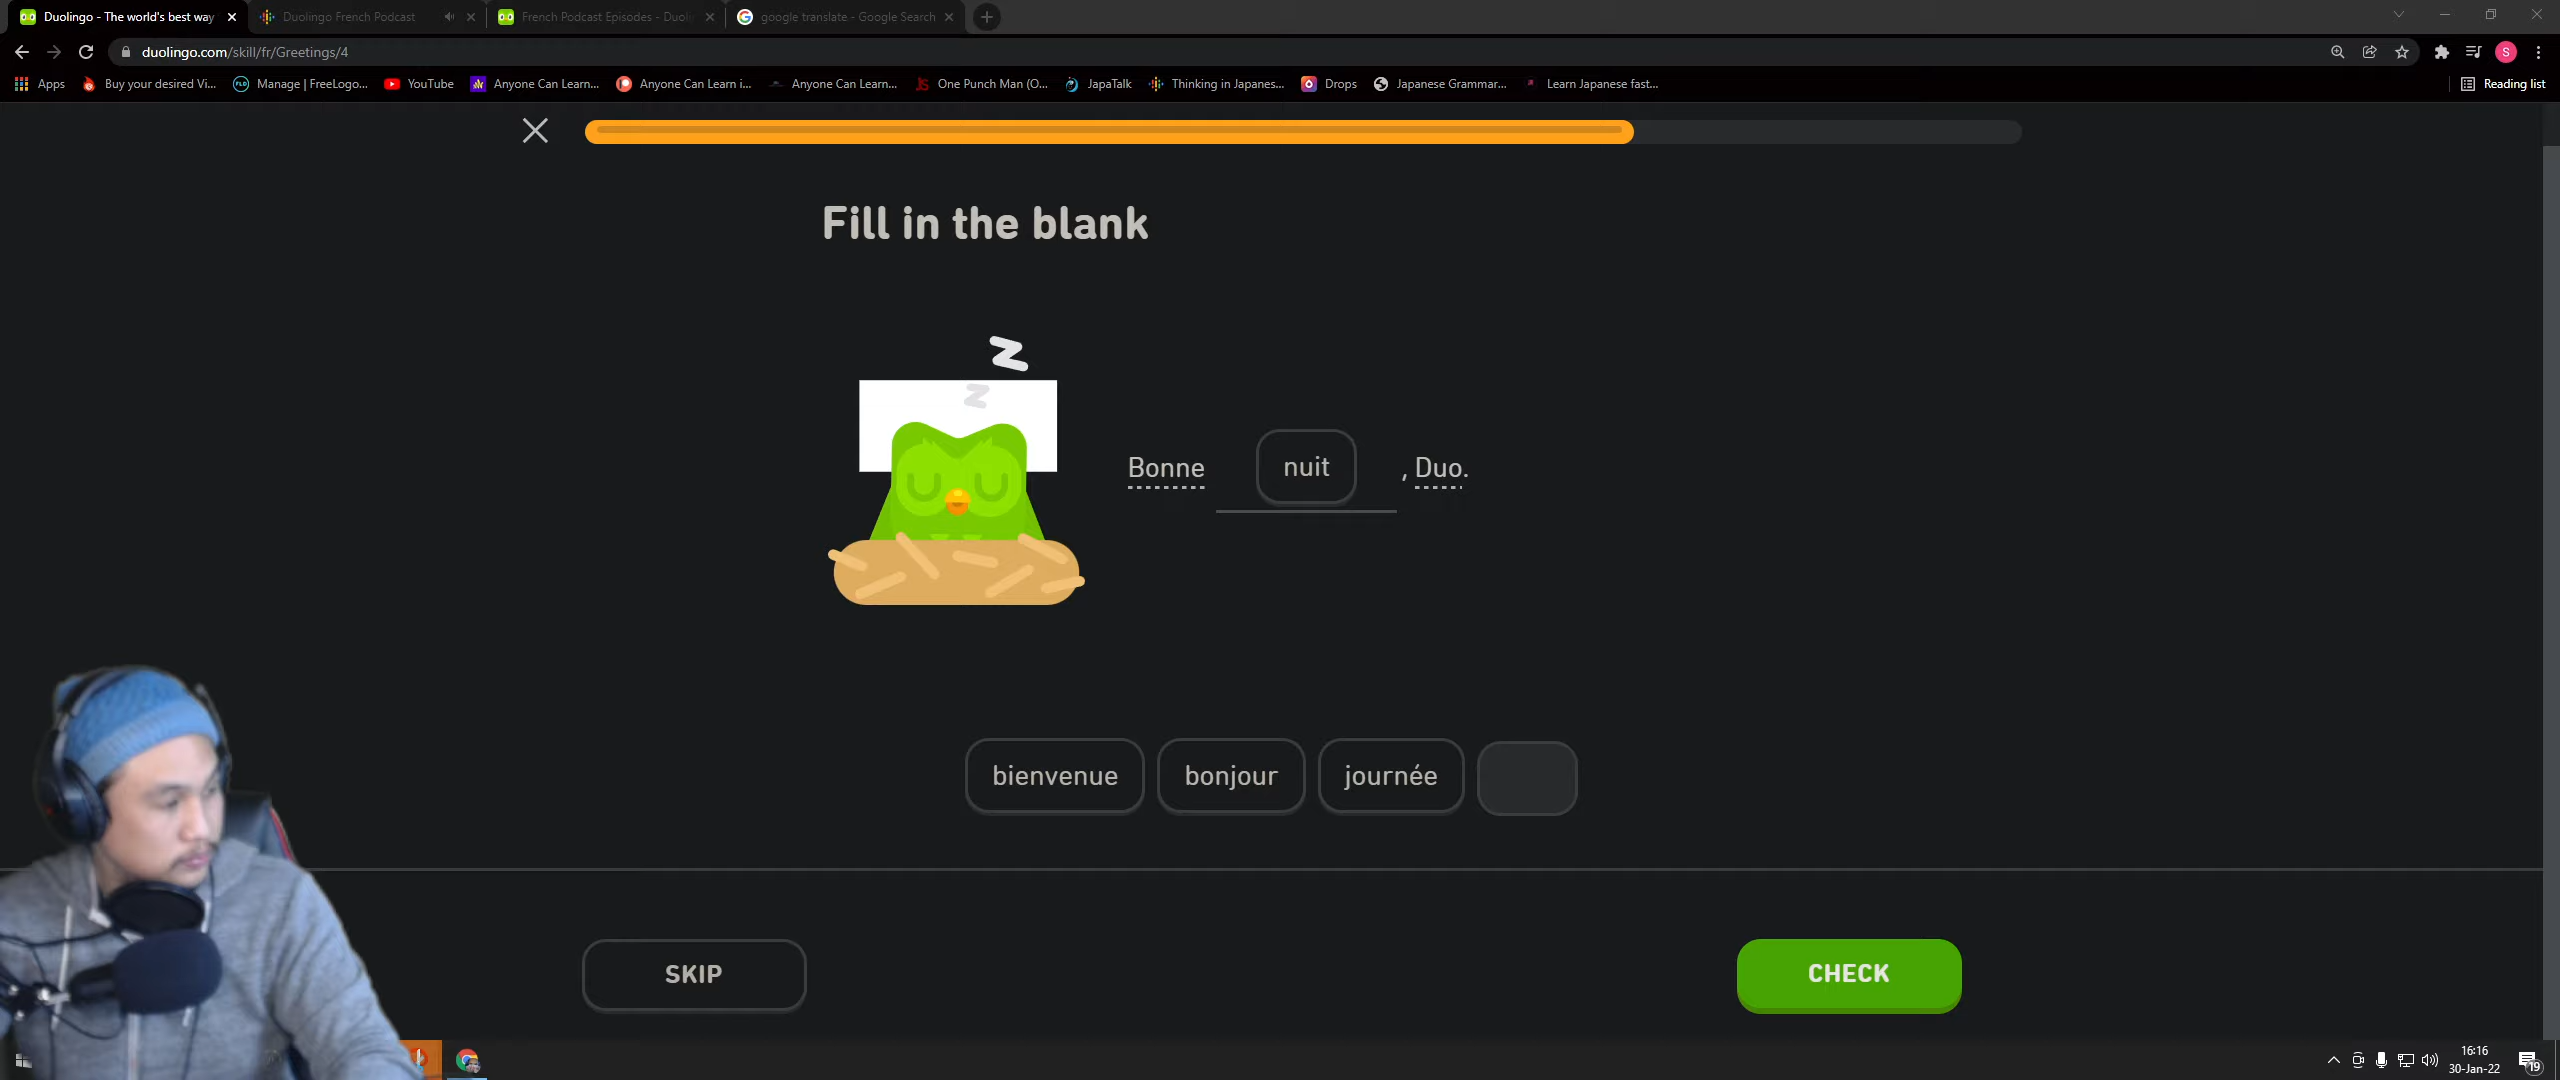 Duolingo - The world's best way
Duolingo French Podcast
French Podcast Episodes - Duoli
google translate - Google Search
duolingo.com/skill/fr/Greetings/4
S
Apps
Buy your desired Vi...
Manage | FreeLogo...
YouTube
Anyone Can Learn...
Anyone Can Learn i...
Anyone Can Learn...
One Punch Man (O...
JapaTalk
Thinking in Japanes...
Drops
Japanese Grammar...
Learn Japanese fast...
Reading list
Fill in the blank
Z
Z
Bonne nuit , Duo.
bienvenue
bonjour
journée
SKIP
CHECK
16:16
30-Jan-22
19